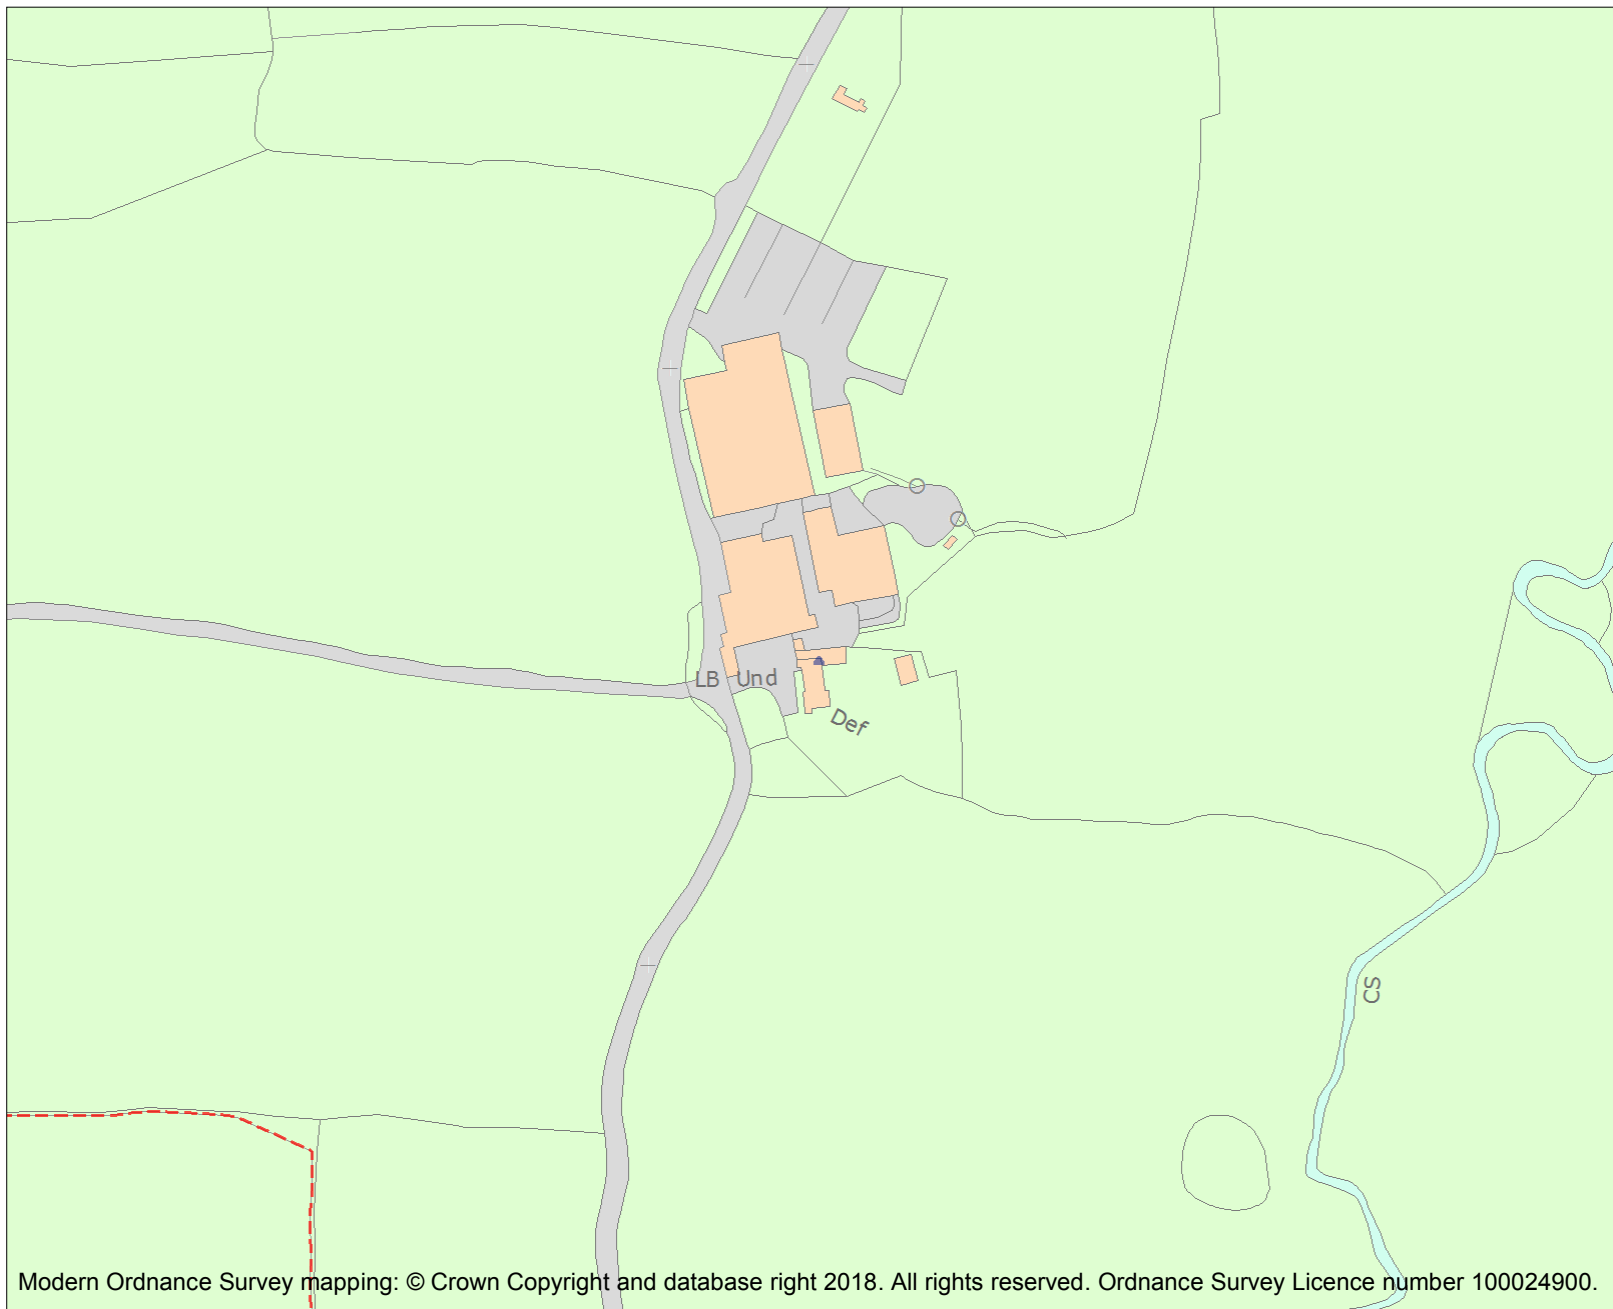 LB Und
Def
CS
Modern Ordnance Survey mapping: © Crown Copyright and database right 2018. All rights reserved. Ordnance Survey Licence number 100024900.